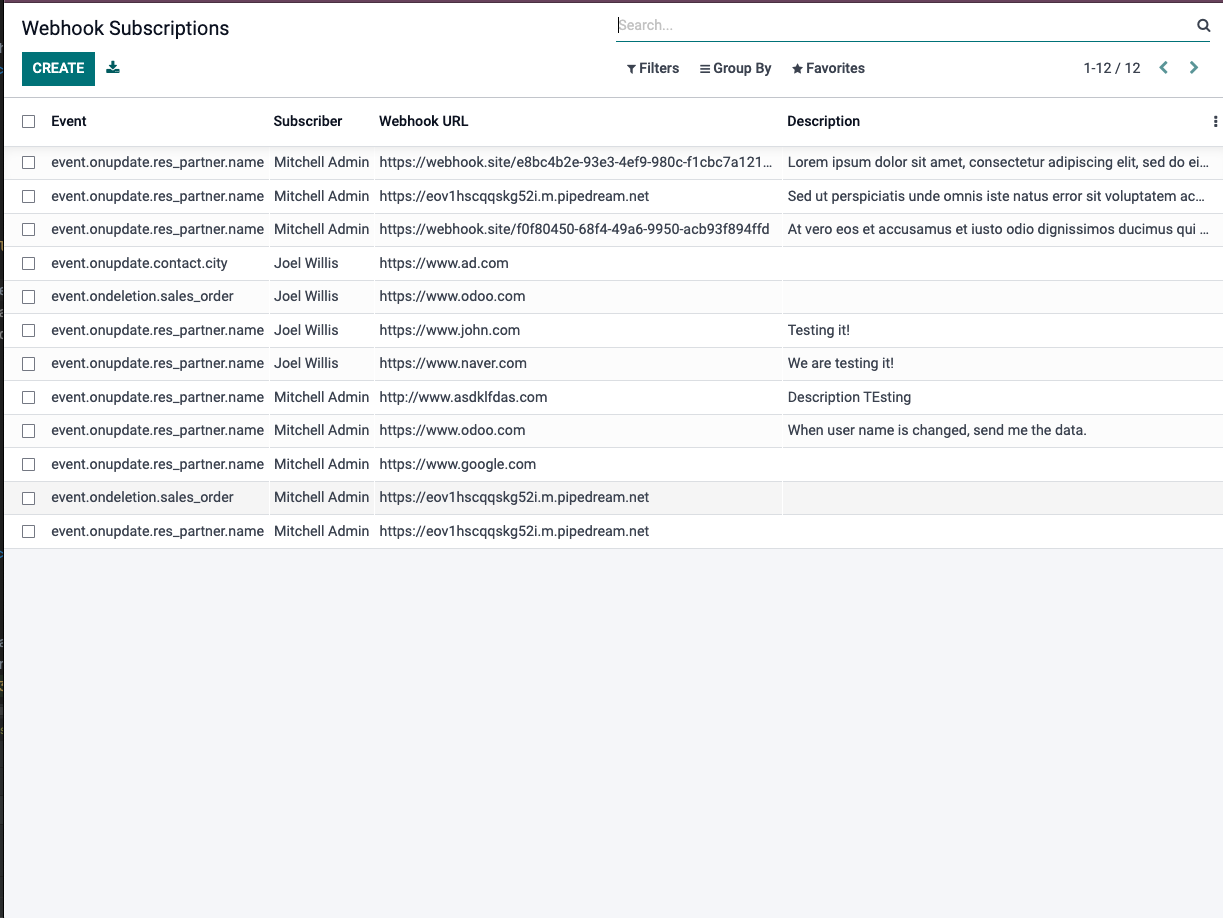 Webhook Subscriptions
Search...
CREATE
Filters Group By Favorites 1-12 / 12
Event Subscriber Webhook URL Description
event.onupdate.res_partner.name Mitchell Admin https://webhook.site/e8bc4b2e-93e3-4ef9-980c-f1cbc7a121... Lorem ipsum dolor sit amet, consectetur adipiscing elit, sed do ei...
event.onupdate.res_partner.name Mitchell Admin https://eov1hscqqskg52i.m.pipedream.net Sed ut perspiciatis unde omnis iste natus error sit voluptatem ac...
event.onupdate.res_partner.name Mitchell Admin https://webhook.site/f0f80450-68f4-49a6-9950-acb93f894ffd At vero eos et accusamus et iusto odio dignissimos ducimus qui ...
event.onupdate.contact.city Joel Willis https://www.ad.com
event.ondeletion.sales_order Joel Willis https://www.odoo.com
event.onupdate.res_partner.name Joel Willis https://www.john.com Testing it!
event.onupdate.res_partner.name Joel Willis https://www.naver.com We are testing it!
event.onupdate.res_partner.name Mitchell Admin http://www.asdklfdas.com Description TEsting
event.onupdate.res_partner.name Mitchell Admin https://www.odoo.com When user name is changed, send me the data.
event.onupdate.res_partner.name Mitchell Admin https://www.google.com
event.ondeletion.sales_order Mitchell Admin https://eov1hscqqskg52i.m.pipedream.net
event.onupdate.res_partner.name Mitchell Admin https://eov1hscqqskg52i.m.pipedream.net